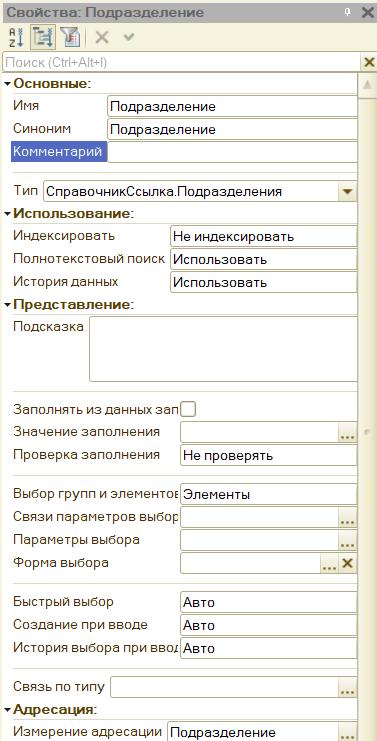 Свойства: Подразделение
Поиск (Ctrl+Alt+I)
Основные:
Имя Подразделение
Синоним Подразделение
Комментарий
Тип СправочникСсылка.Подразделения
Использование:
Индексировать Не индексировать
Полнотекстовый поиск Использовать
История данных Использовать
Представление:
Подсказка
Заполнять из данных зап
Значение заполнения ...
Проверка заполнения Не проверять
Выбор групп и элементов Элементы
Связи параметров выбор ...
Параметры выбора ...
Форма выбора ...
Быстрый выбор Авто
Создание при вводе Авто
История выбора при ввод Авто
Связь по типу ...
Адресация:
Измерение адресации Подразделение ...